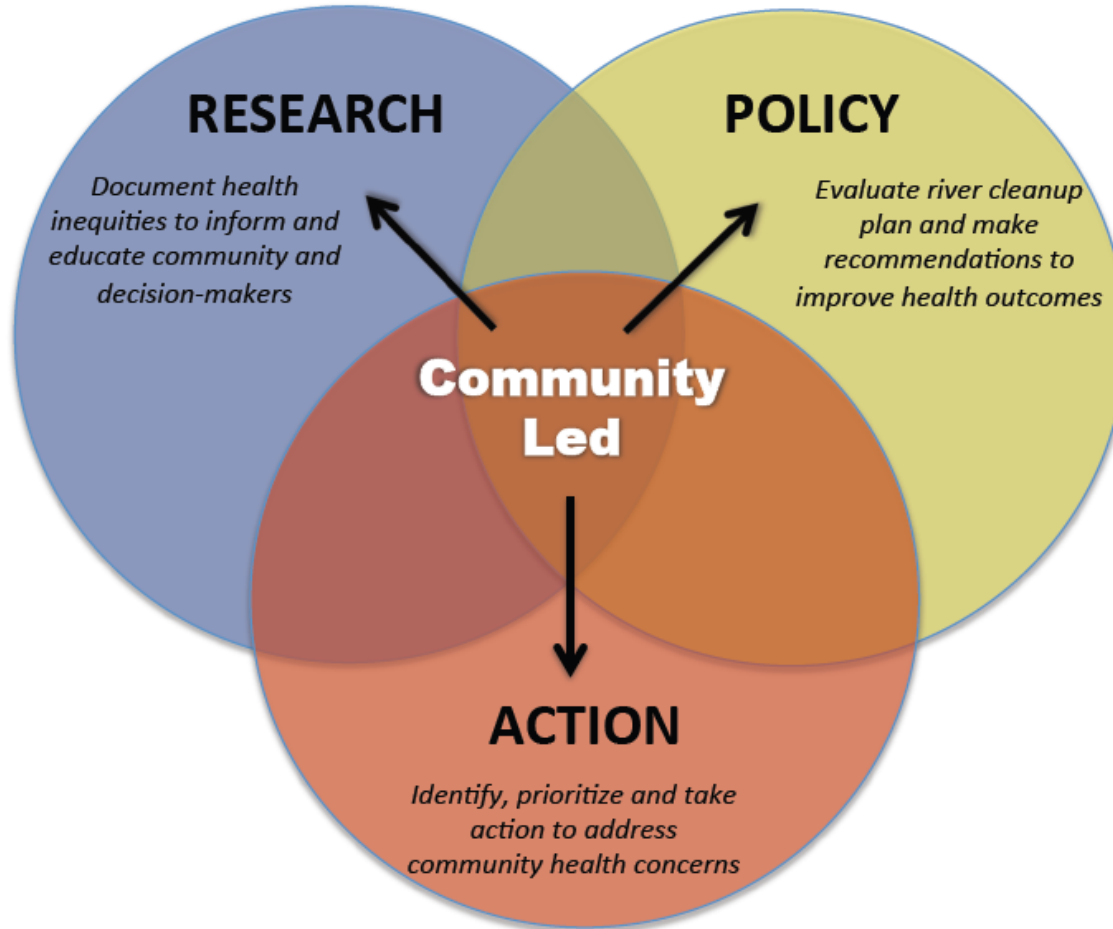 RESEARCH
Document health
inequities to inform and
educate community and
decision-makers
POLICY
Evaluate river cleanup
plan and make
recommendations to
improve health outcomes
Community
Led
ACTION
Identify, prioritize and take
action to address
community health concerns